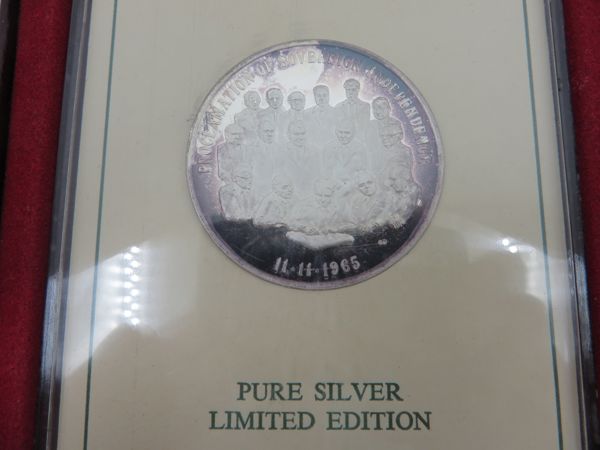 PROCLAMATION OF SOVEREIGN INDEPENDENCE
11·11·1965
PURE SILVER
LIMITED EDITION